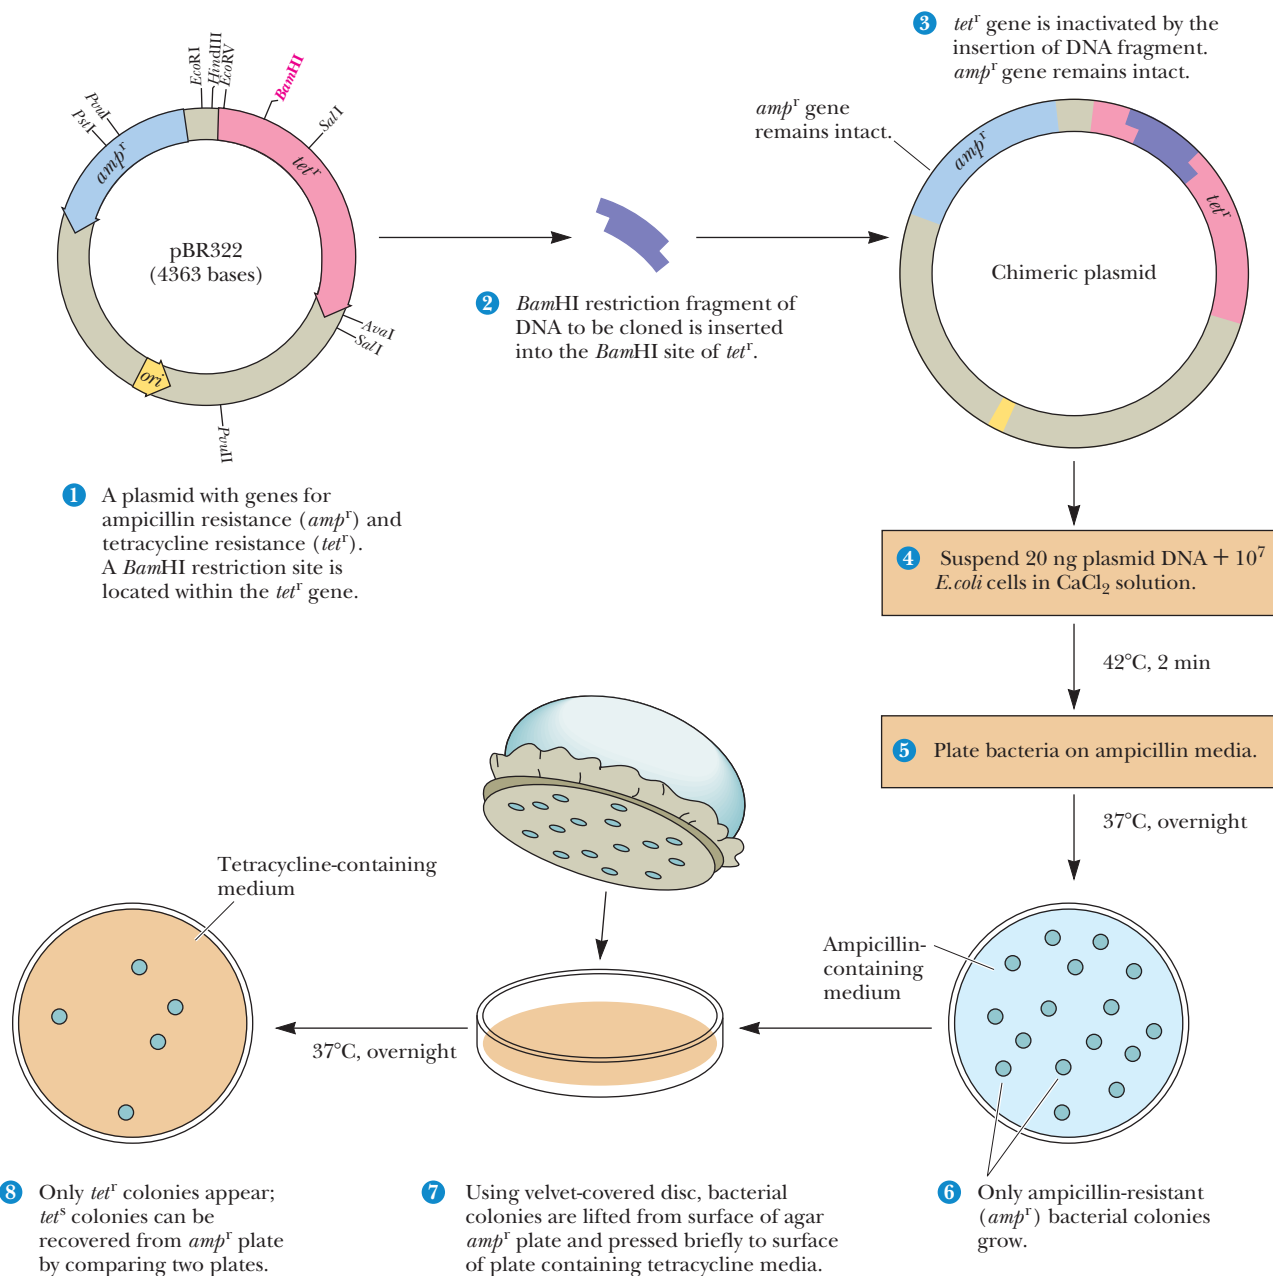 EcoRI
HindIII
EcoRV
BamHI
SalI
PvuI
PstI
ampʳ
tetʳ
pBR322
(4363 bases)
AvaI
SalI
ori
PvuII
1 A plasmid with genes for
ampicillin resistance (ampʳ) and
tetracycline resistance (tetʳ).
A BamHI restriction site is
located within the tetʳ gene.
2 BamHI restriction fragment of
DNA to be cloned is inserted
into the BamHI site of tetʳ.
3 tetʳ gene is inactivated by the
insertion of DNA fragment.
ampʳ gene remains intact.
ampʳ gene
remains intact.
ampʳ
tetʳ
Chimeric plasmid
4 Suspend 20 ng plasmid DNA + 10⁷
E.coli cells in CaCl₂ solution.
42°C, 2 min
5 Plate bacteria on ampicillin media.
37°C, overnight
Ampicillin-
containing
medium
6 Only ampicillin-resistant
(ampʳ) bacterial colonies
grow.
7 Using velvet-covered disc, bacterial
colonies are lifted from surface of agar
ampʳ plate and pressed briefly to surface
of plate containing tetracycline media.
37°C, overnight
Tetracycline-containing
medium
8 Only tetʳ colonies appear;
tetˢ colonies can be
recovered from ampʳ plate
by comparing two plates.